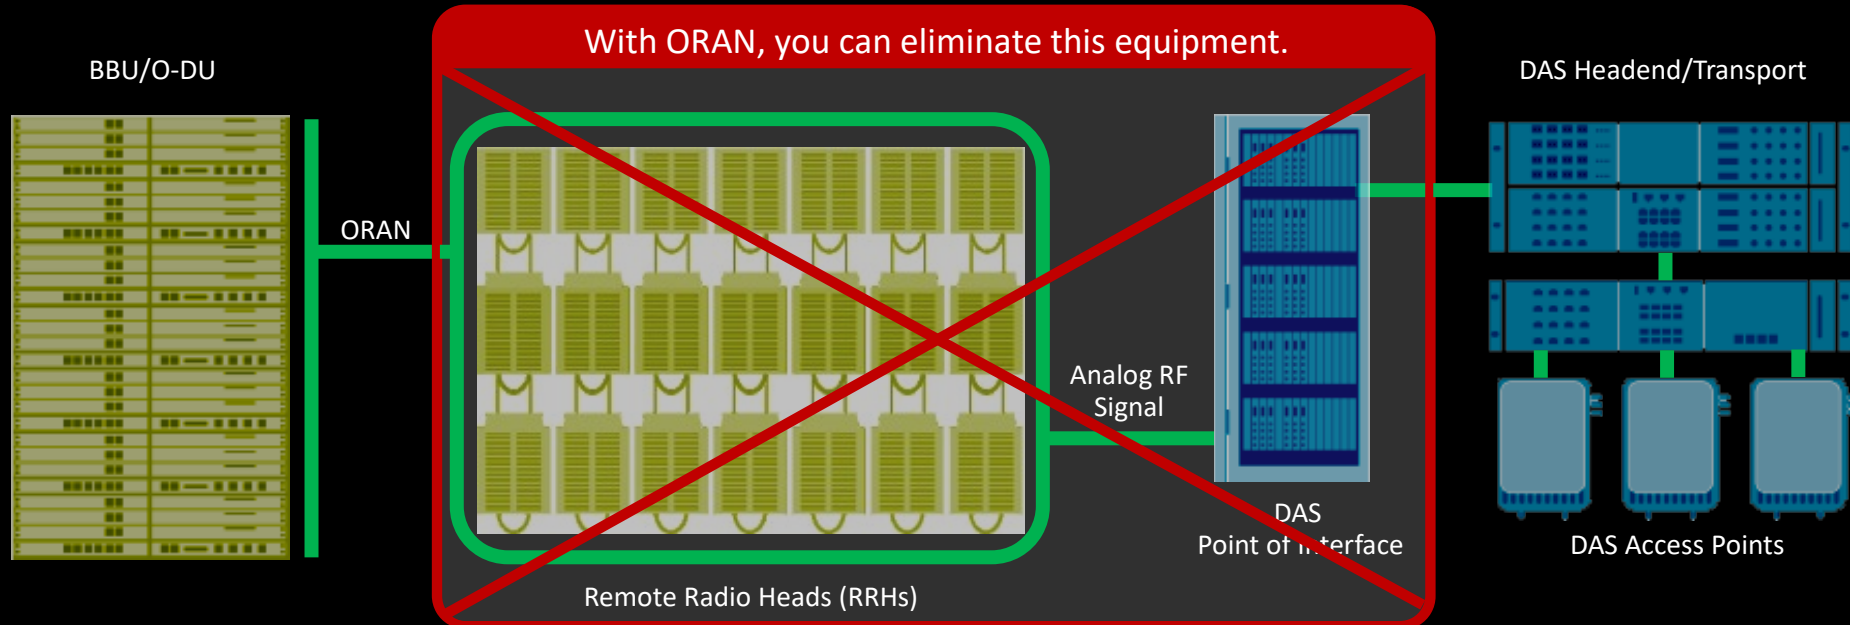 With ORAN, you can eliminate this equipment.
BBU/O-DU
DAS Headend/Transport
ORAN
Analog RF
Signal
DAS
Point of Interface
DAS Access Points
Remote Radio Heads (RRHs)